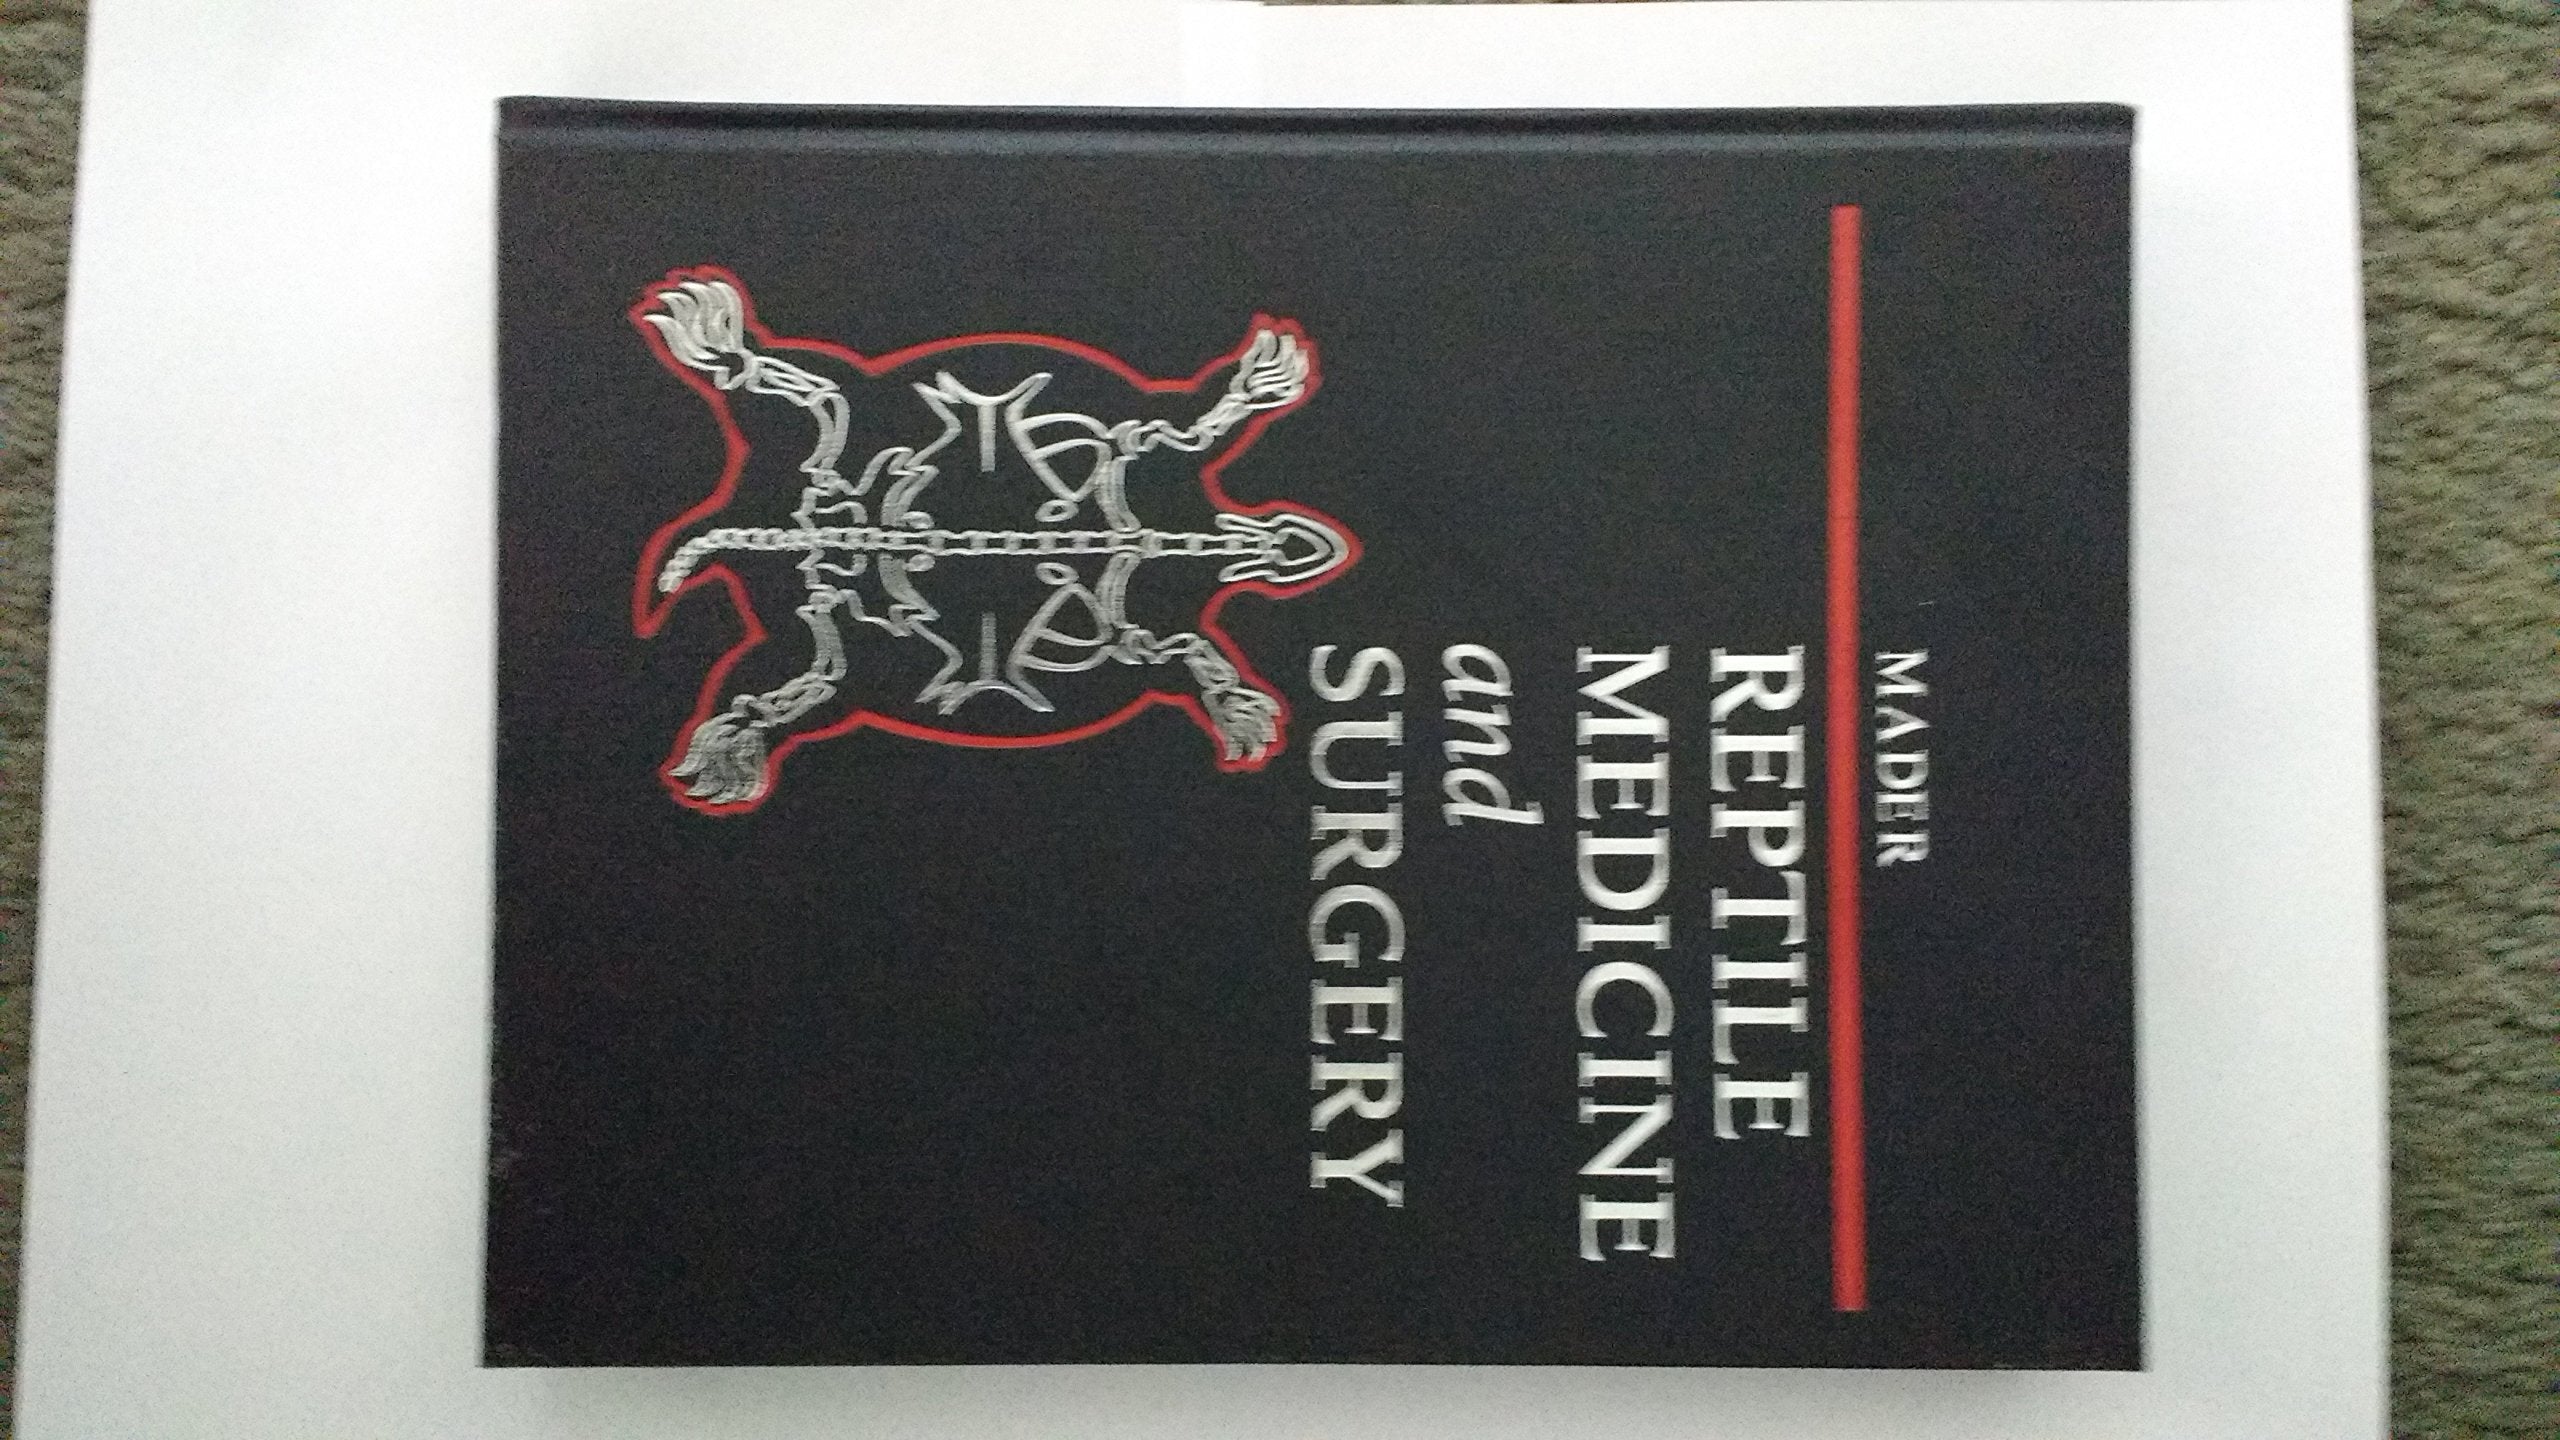 MADER
REPTILE
MEDICINE
and
SURGERY